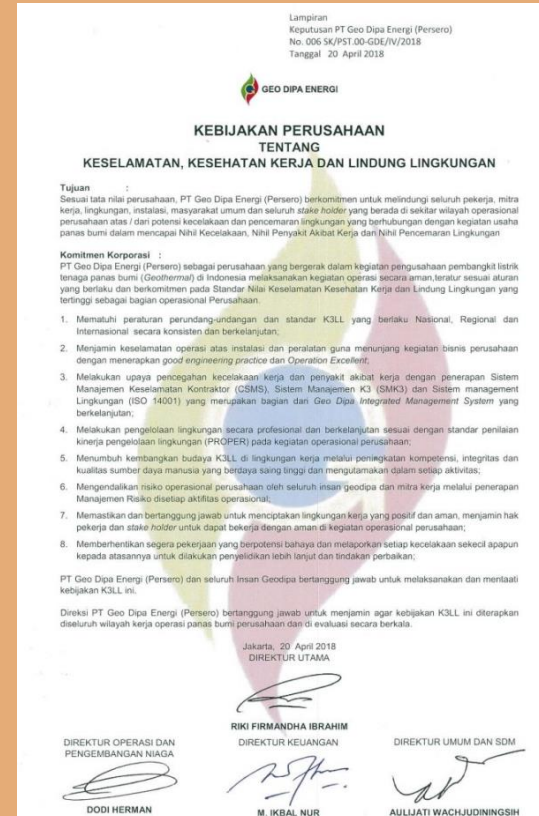 Lampiran
Keputusan PT Geo Dipa Energi (Persero)
No. 006 SK/PST.00-GDE/IV/2018
Tanggal 20 April 2018
GEO DIPA ENERGI
KEBIJAKAN PERUSAHAAN
TENTANG
KESELAMATAN, KESEHATAN KERJA DAN LINDUNG LINGKUNGAN
Tujuan :
Sesuai tata nilai perusahaan, PT Geo Dipa Energi (Persero) berkomitmen untuk melindungi seluruh pekerja, mitra
kerja, lingkungan, instalasi, masyarakat umum dan seluruh stake holder yang berada di sekitar wilayah operasional
perusahaan atas / dari potensi kecelakaan dan pencemaran lingkungan yang berhubungan dengan kegiatan usaha
panas bumi dalam mencapai Nihil Kecelakaan, Nihil Penyakit Akibat Kerja dan Nihil Pencemaran Lingkungan
Komitmen Korporasi :
PT Geo Dipa Energi (Persero) sebagai perusahaan yang bergerak dalam kegiatan pengusahaan pembangkit listrik
tenaga panas bumi (Geothermal) di Indonesia melaksanakan kegiatan operasi secara aman,teratur sesuai aturan
yang berlaku dan berkomitmen pada Standar Nilai Keselamatan Kesehatan Kerja dan Lindung Lingkungan yang
tertinggi sebagai bagian operasional Perusahaan.
1. Mematuhi peraturan perundang-undangan dan standar K3LL yang berlaku Nasional, Regional dan
Internasional secara konsisten dan berkelanjutan;
2. Menjamin keselamatan operasi atas instalasi dan peralatan guna menunjang kegiatan bisnis perusahaan
dengan menerapkan good engineering practice dan Operation Excellent;
3. Melakukan upaya pencegahan kecelakaan kerja dan penyakit akibat kerja dengan penerapan Sistem
Manajemen Keselamatan Kontraktor (CSMS), Sistem Manajemen K3 (SMK3) dan Sistem management
Lingkungan (ISO 14001) yang merupakan bagian dari Geo Dipa Integrated Management System yang
berkelanjutan;
4. Melakukan pengelolaan lingkungan secara profesional dan berkelanjutan sesuai dengan standar penilaian
kinerja pengelolaan lingkungan (PROPER) pada kegiatan operasional perusahaan;
5. Menumbuh kembangkan budaya K3LL di lingkungan kerja melalui peningkatan kompetensi, integritas dan
kualitas sumber daya manusia yang berdaya saing tinggi dan mengutamakan dalam setiap aktivitas;
6. Mengendalikan risiko operasional perusahaan oleh seluruh insan geodipa dan mitra kerja melalui penerapan
Manajemen Risiko disetiap aktifitas operasional;
7. Memastikan dan bertanggung jawab untuk menciptakan lingkungan kerja yang positif dan aman, menjamin hak
pekerja dan stake holder untuk dapat bekerja dengan aman di kegiatan operasional perusahaan;
8. Memberhentikan segera pekerjaan yang berpotensi bahaya dan melaporkan setiap kecelakaan sekecil apapun
kepada atasannya untuk dilakukan penyelidikan lebih lanjut dan tindakan perbaikan;
PT Geo Dipa Energi (Persero) dan seluruh Insan Geodipa bertanggung jawab untuk melaksanakan dan mentaati
kebijakan K3LL ini.
Direksi PT Geo Dipa Energi (Persero) bertanggung jawab untuk menjamin agar kebijakan K3LL ini diterapkan
diseluruh wilayah kerja operasi panas bumi perusahaan dan di evaluasi secara berkala.
Jakarta, 20 April 2018
DIREKTUR UTAMA
RIKI FIRMANDHA IBRAHIM
DIREKTUR OPERASI DAN
PENGEMBANGAN NIAGA
DIREKTUR KEUANGAN
DIREKTUR UMUM DAN SDM
DODI HERMAN
M. IKBAL NUR
AULIJATI WACHJUDININGSIH